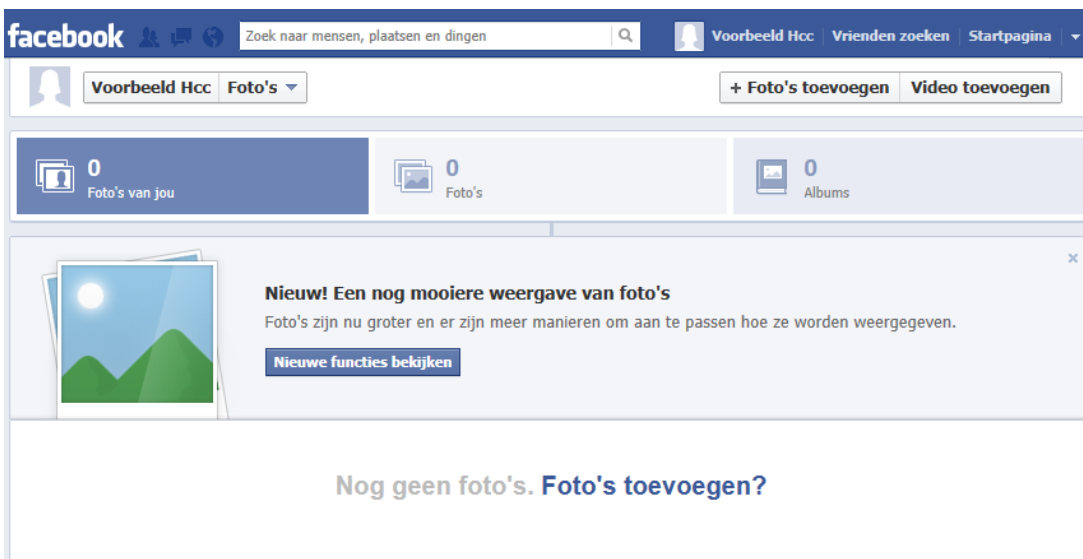 facebook Zoek naar mensen, plaatsen en dingen Voorbeeld Hcc Vrienden zoeken Startpagina
Voorbeeld Hcc Foto's + Foto's toevoegen Video toevoegen
0
Foto's van jou
0
Foto's
0
Albums
Nieuw! Een nog mooiere weergave van foto's
Foto's zijn nu groter en er zijn meer manieren om aan te passen hoe ze worden weergegeven.
Nieuwe functies bekijken
Nog geen foto's. Foto's toevoegen?